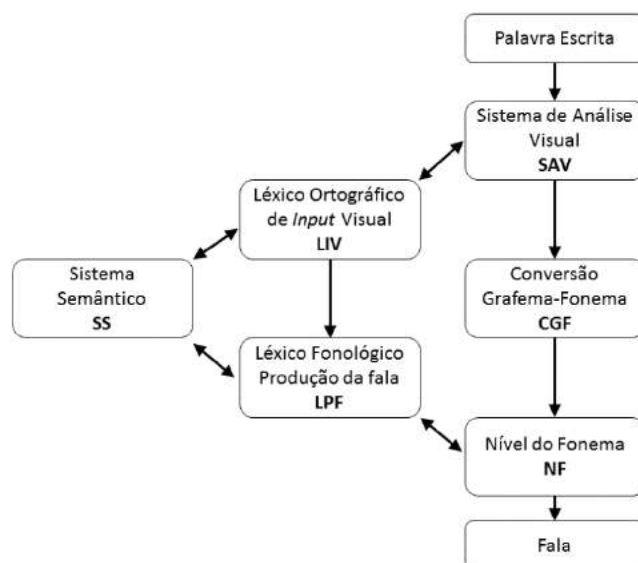 Palavra Escrita
Sistema de Análise
Visual
SAV
Léxico Ortográfico
de Input Visual
LIV
Sistema
Semântico
SS
Conversão
Grafema-Fonema
CGF
Léxico Fonológico
Produção da fala
LPF
Nível do Fonema
NF
Fala